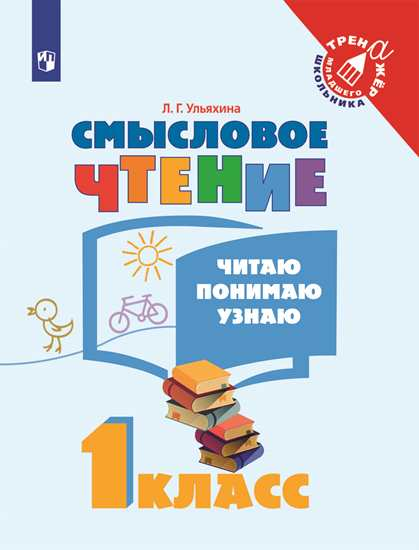 ТРЕНАЖЁР
МЛАДШЕГО
ШКОЛЬНИКА
Л. Г. Ульяхина
СМЫСЛОВОЕ
ЧТЕНИЕ
ЧИТАЮ
ПОНИМАЮ
УЗНАЮ
1 КЛАСС